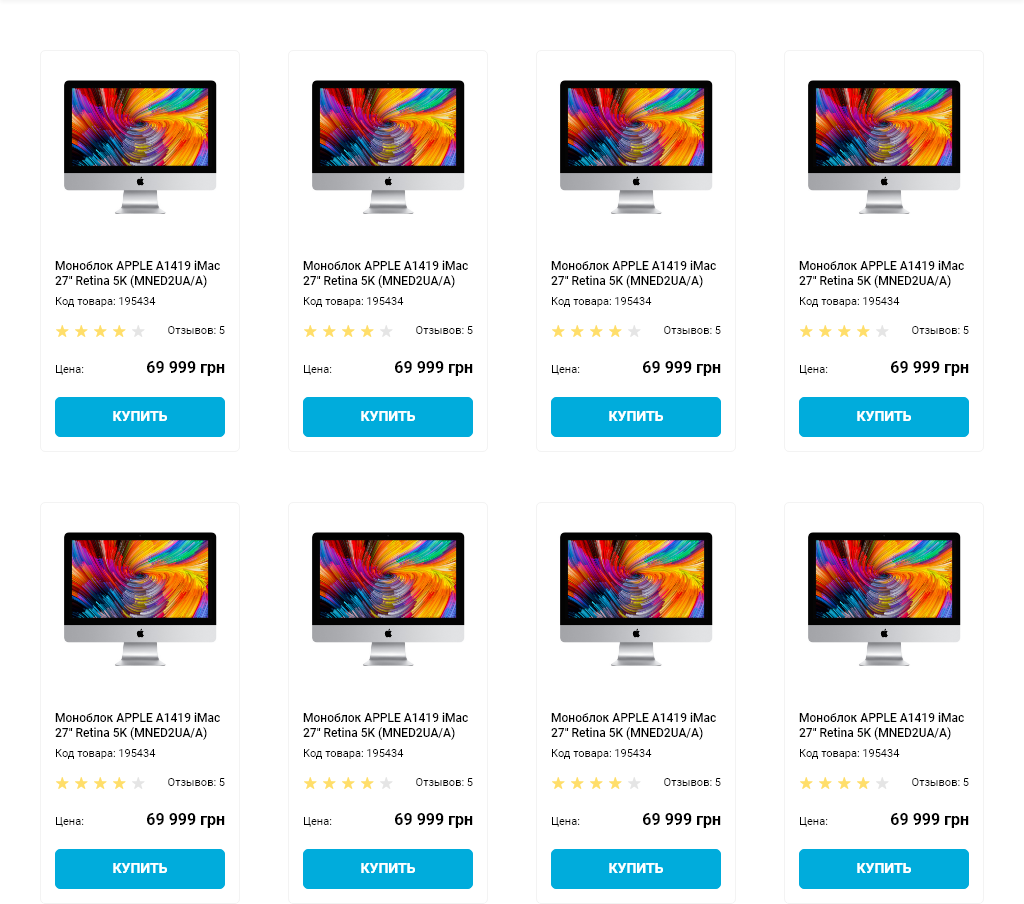 Моноблок APPLE A1419 iMac
27" Retina 5K (MNED2UA/A)
Код товара: 195434
Отзывов: 5
Цена: 69 999 грн
КУПИТЬ
Моноблок APPLE A1419 iMac
27" Retina 5K (MNED2UA/A)
Код товара: 195434
Отзывов: 5
Цена: 69 999 грн
КУПИТЬ
Моноблок APPLE A1419 iMac
27" Retina 5K (MNED2UA/A)
Код товара: 195434
Отзывов: 5
Цена: 69 999 грн
КУПИТЬ
Моноблок APPLE A1419 iMac
27" Retina 5K (MNED2UA/A)
Код товара: 195434
Отзывов: 5
Цена: 69 999 грн
КУПИТЬ
Моноблок APPLE A1419 iMac
27" Retina 5K (MNED2UA/A)
Код товара: 195434
Отзывов: 5
Цена: 69 999 грн
КУПИТЬ
Моноблок APPLE A1419 iMac
27" Retina 5K (MNED2UA/A)
Код товара: 195434
Отзывов: 5
Цена: 69 999 грн
КУПИТЬ
Моноблок APPLE A1419 iMac
27" Retina 5K (MNED2UA/A)
Код товара: 195434
Отзывов: 5
Цена: 69 999 грн
КУПИТЬ
Моноблок APPLE A1419 iMac
27" Retina 5K (MNED2UA/A)
Код товара: 195434
Отзывов: 5
Цена: 69 999 грн
КУПИТЬ